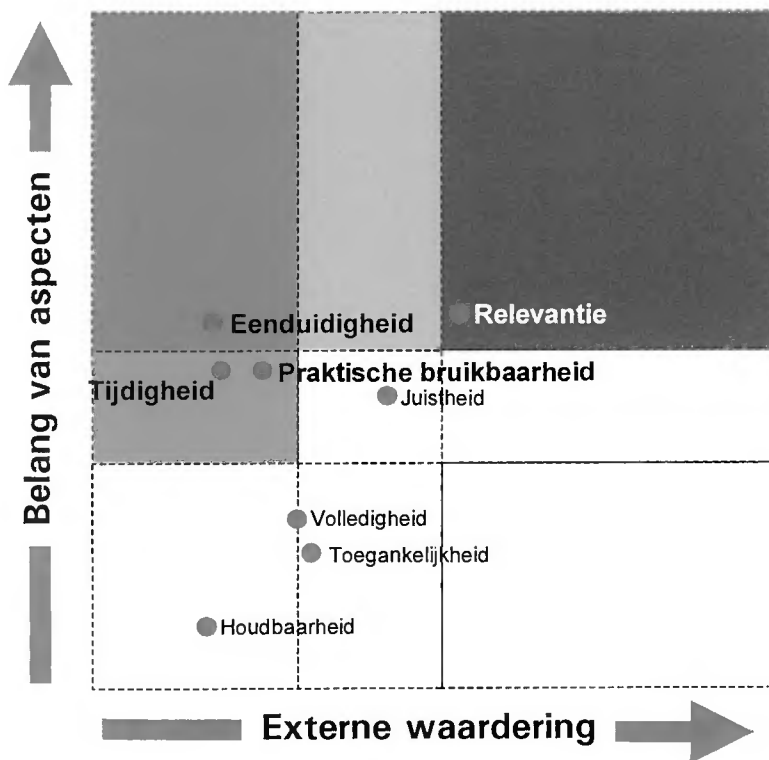 Belang van aspecten
Eenduidigheid
Relevantie
Tijdigheid
Praktische bruikbaarheid
Juistheid
Volledigheid
Toegankelijkheid
Houdbaarheid
Externe waardering